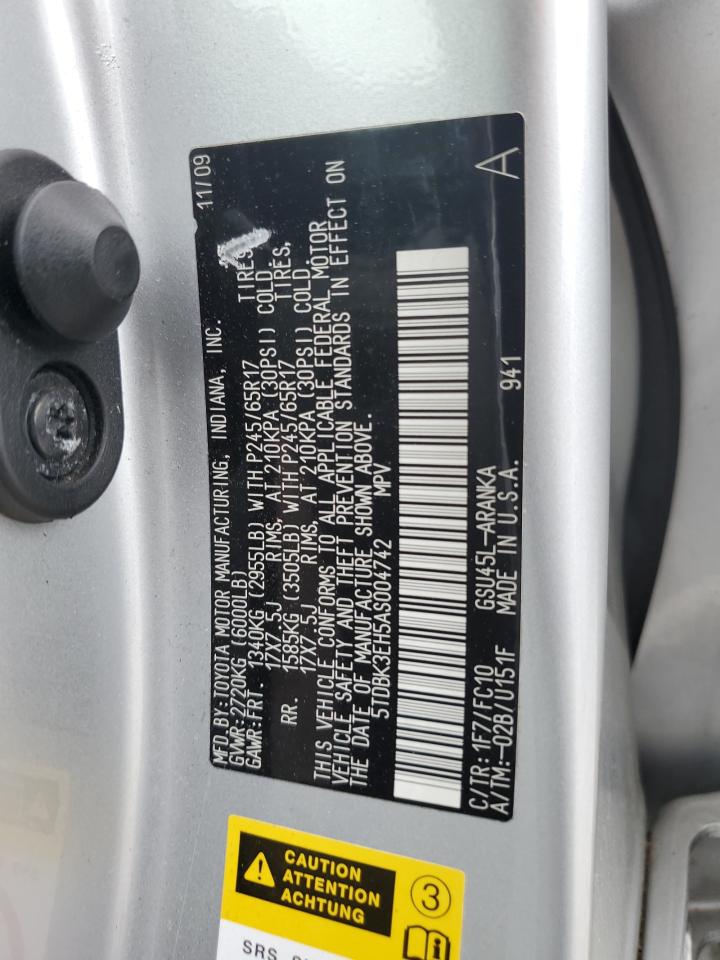 MFD.BY:TOYOTA MOTOR MANUFACTURING, INDIANA, INC. 11/09
GVWR:2720KG (6000LB)
GAWR:FRT. 1340KG (2955LB) WITH P245/65R17 TIRES,
17X7.5J RIMS, AT 210KPA (30PSI) COLD.
RR. 1585KG (3505LB) WITH P245/65R17 TIRES,
17X7.5J RIMS, AT 210KPA (30PSI) COLD.
THIS VEHICLE CONFORMS TO ALL APPLICABLE FEDERAL MOTOR
VEHICLE SAFETY AND THEFT PREVENTION STANDARDS IN EFFECT ON
THE DATE OF MANUFACTURE SHOWN ABOVE.
5TDBK3EH5AS004742 MPV
C/TR: 1F7/FC10 GSU45L-ARANKA 941 A
A/TM:-02B/U151F MADE IN U.S.A.
CAUTION
ATTENTION
ACHTUNG
3
SRS